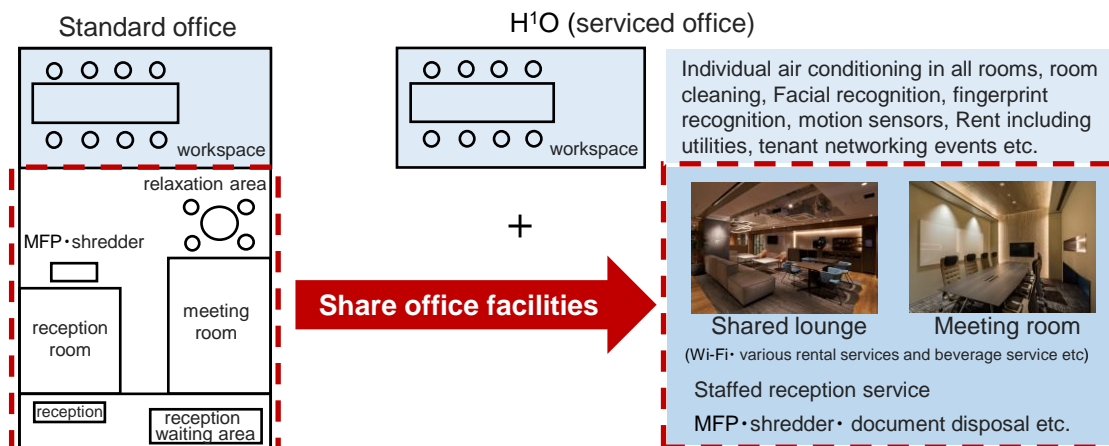 Standard office
H¹O (serviced office)
workspace
relaxation area
MFP・shredder
reception
room
meeting
room
reception
reception
waiting area
workspace
+
Share office facilities
Individual air conditioning in all rooms, room
cleaning, Facial recognition, fingerprint
recognition, motion sensors, Rent including
utilities, tenant networking events etc.
Shared lounge
Meeting room
(Wi-Fi・ various rental services and beverage service etc)
Staffed reception service
MFP・shredder・ document disposal etc.